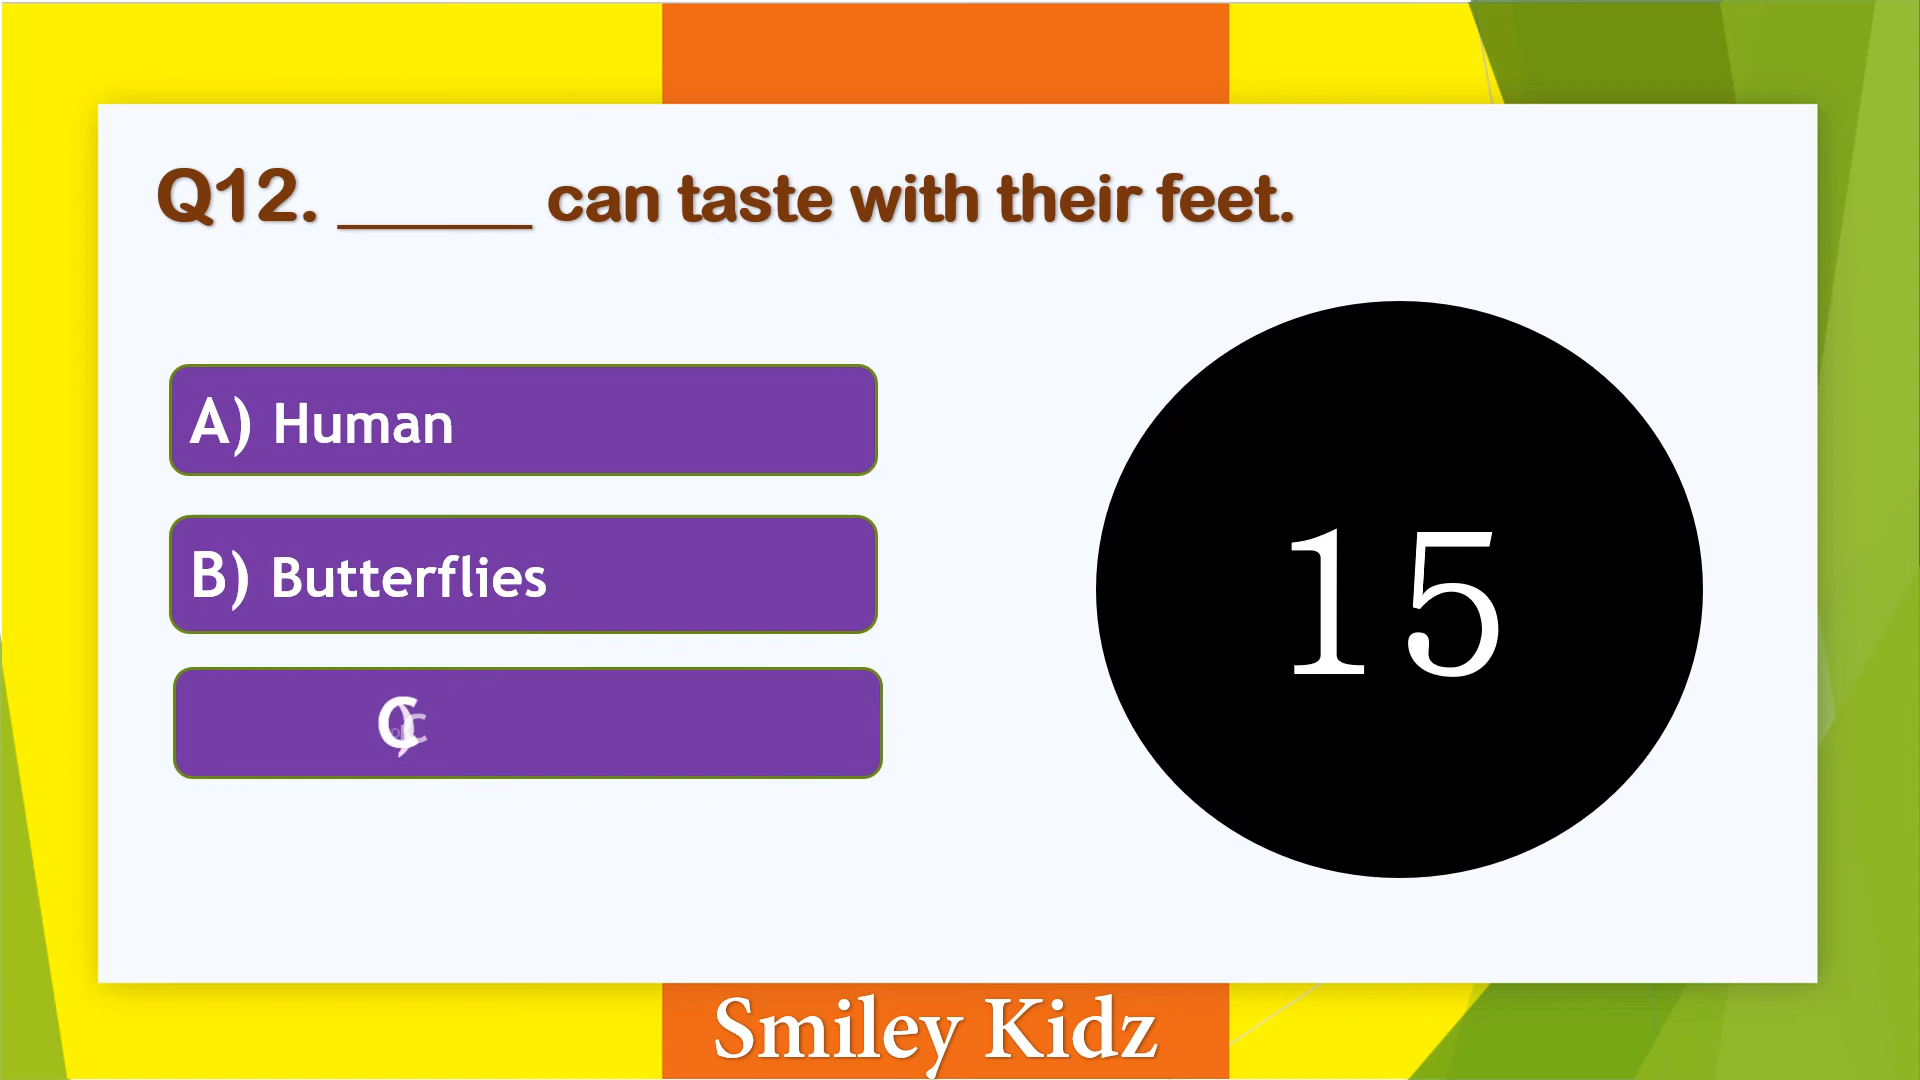 Q12. ______ can taste with their feet.
A) Human
B) Butterflies
C)
15
Smiley Kidz